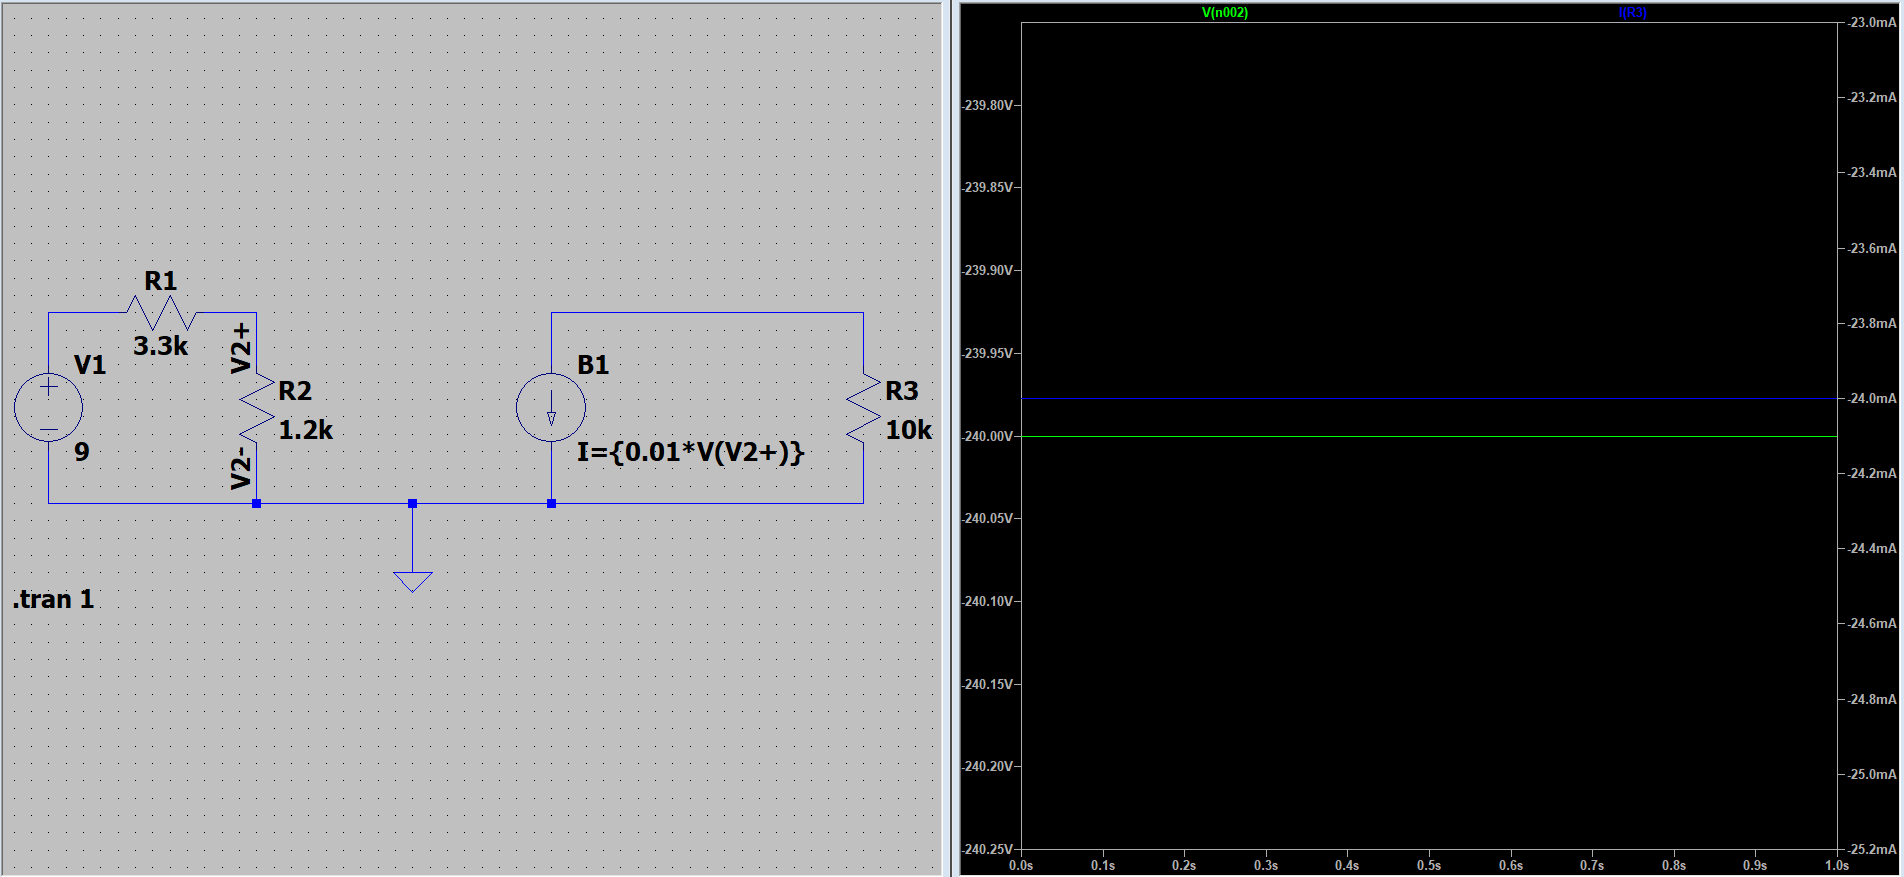 R1
3.3k
V2+
V1
9
R2
1.2k
V2-
B1
I={0.01*V(V2+)}
R3
10k
.tran 1
V(n002)
I(R3)
-239.80V
-239.85V
-239.90V
-239.95V
-240.00V
-240.05V
-240.10V
-240.15V
-240.20V
-240.25V
-23.0mA
-23.2mA
-23.4mA
-23.6mA
-23.8mA
-24.0mA
-24.2mA
-24.4mA
-24.6mA
-24.8mA
-25.0mA
-25.2mA
0.0s 0.1s 0.2s 0.3s 0.4s 0.5s 0.6s 0.7s 0.8s 0.9s 1.0s